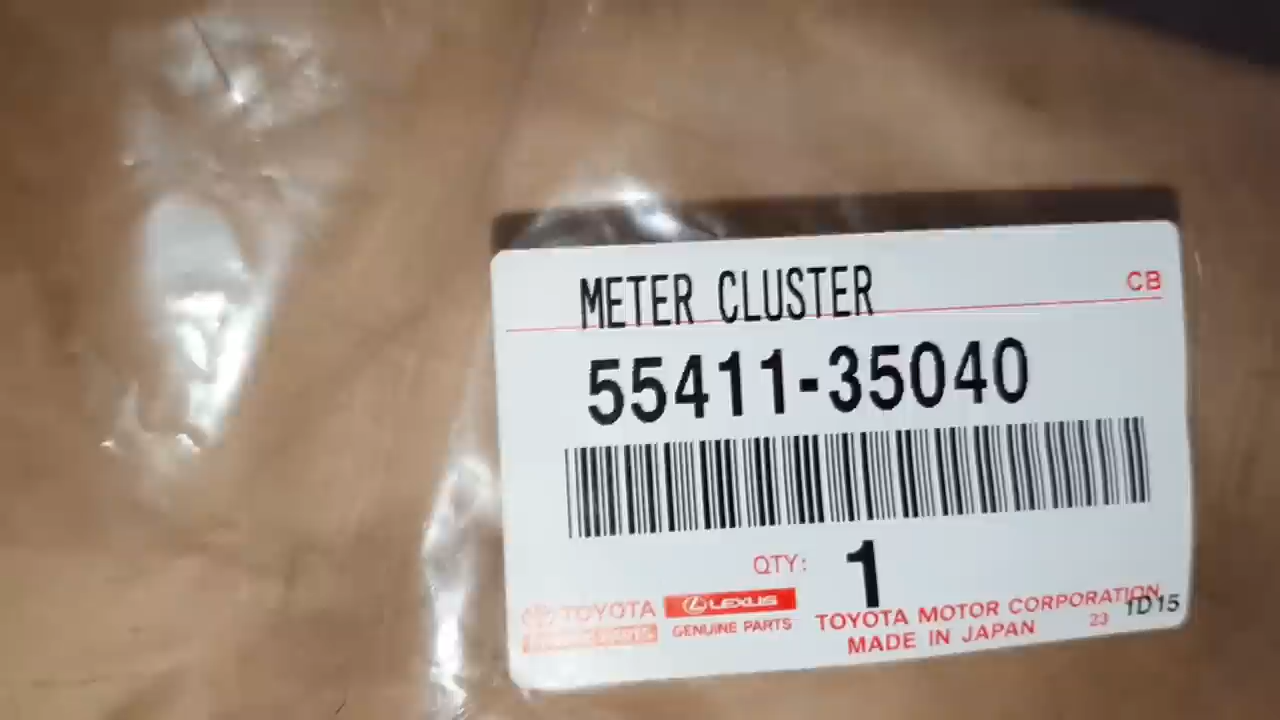 METER CLUSTER
CB
55411-35040
QTY: 1
TOYOTA
LEXUS
GENUINE PARTS
TOYOTA MOTOR CORPORATION
MADE IN JAPAN
23
1D15